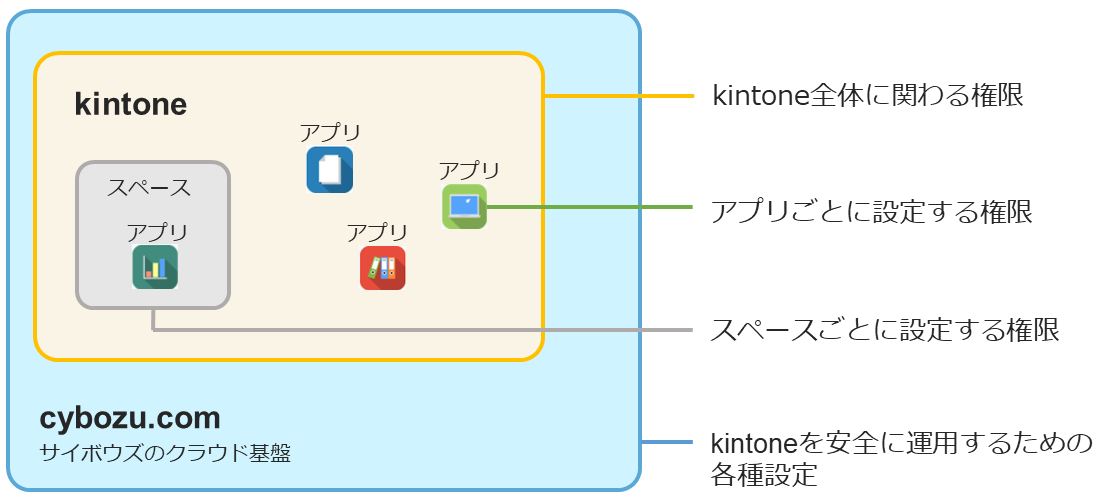 kintone
アプリ
アプリ
スペース
アプリ
アプリ
cybozu.com
サイボウズのクラウド基盤
kintone全体に関わる権限
アプリごとに設定する権限
スペースごとに設定する権限
kintoneを安全に運用するための
各種設定